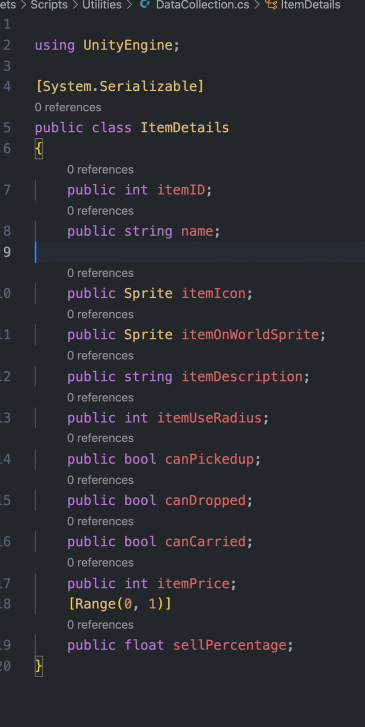 ets > Scripts > Utilities > DataCollection.cs > ItemDetails
1
2 using UnityEngine;
3
4 [System.Serializable]
0 references
5 public class ItemDetails
6 {
0 references
7 public int itemID;
0 references
8 public string name;
9
0 references
10 public Sprite itemIcon;
0 references
11 public Sprite itemOnWorldSprite;
0 references
12 public string itemDescription;
0 references
13 public int itemUseRadius;
0 references
14 public bool canPickedup;
0 references
15 public bool canDropped;
0 references
16 public bool canCarried;
0 references
17 public int itemPrice;
18 [Range(0, 1)]
0 references
19 public float sellPercentage;
20 }